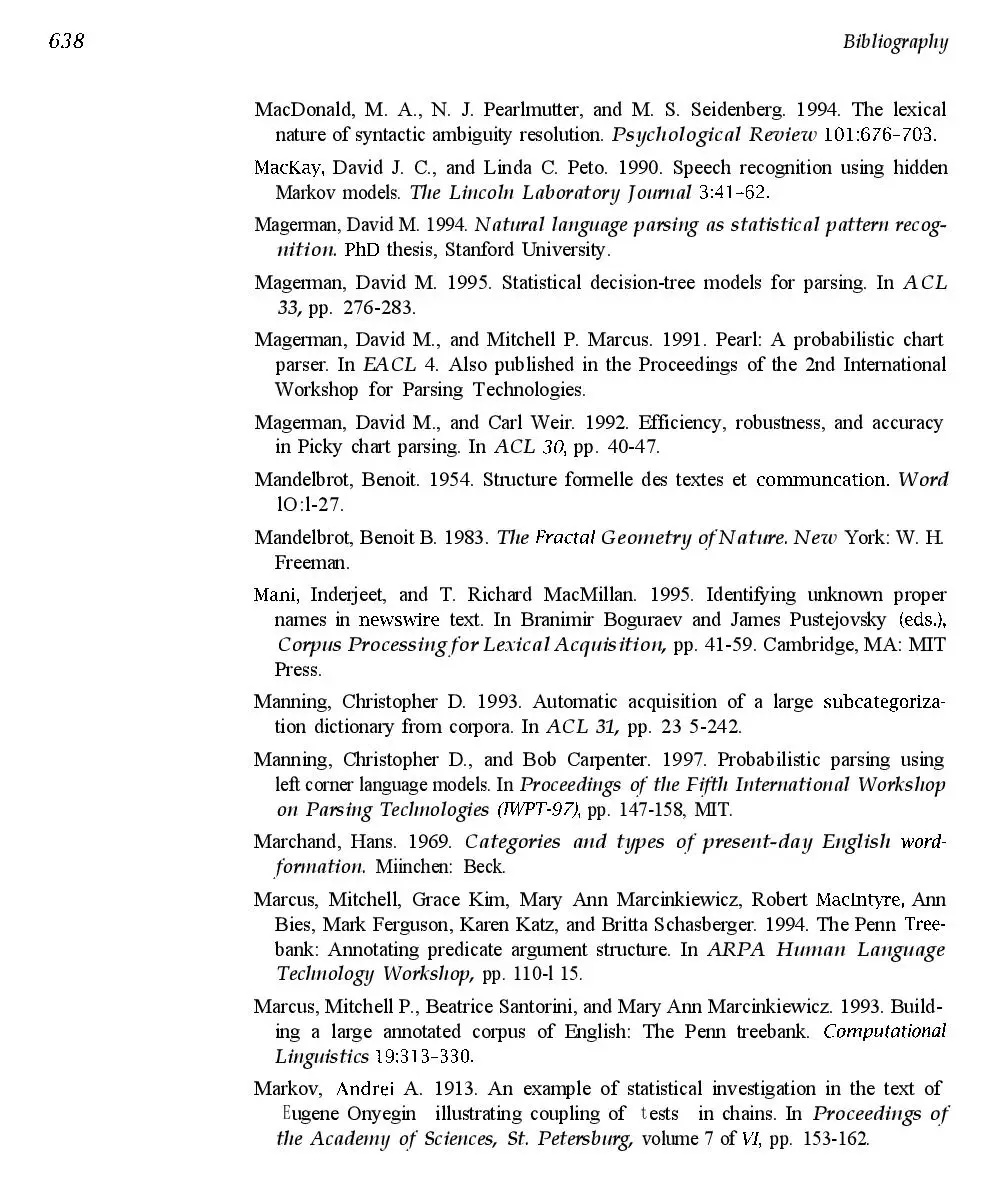 638
Bibliography
MacDonald, M. A., N. J. Pearlmutter, and M. S. Seidenberg. 1994. The lexical
nature of syntactic ambiguity resolution. Psychological Review 101:676–703.
MacKay, David J. C., and Linda C. Peto. 1990. Speech recognition using hidden
Markov models. The Lincoln Laboratory Journal 3:41–62.
Magerman, David M. 1994. Natural language parsing as statistical pattern recog-
nition. PhD thesis, Stanford University.
Magerman, David M. 1995. Statistical decision-tree models for parsing. In ACL
33, pp. 276-283.
Magerman, David M., and Mitchell P. Marcus. 1991. Pearl: A probabilistic chart
parser. In EACL 4. Also published in the Proceedings of the 2nd International
Workshop for Parsing Technologies.
Magerman, David M., and Carl Weir. 1992. Efficiency, robustness, and accuracy
in Picky chart parsing. In ACL 30, pp. 40-47.
Mandelbrot, Benoit. 1954. Structure formelle des textes et communcation. Word
lO:l-27.
Mandelbrot, Benoit B. 1983. The Fractal Geometry of Nature. New York: W. H.
Freeman.
Mani, Inderjeet, and T. Richard MacMillan. 1995. Identifying unknown proper
names in newswire text. In Branimir Boguraev and James Pustejovsky (eds.),
Corpus Processing for Lexical Acquisition, pp. 41-59. Cambridge, MA: MIT
Press.
Manning, Christopher D. 1993. Automatic acquisition of a large subcategoriza-
tion dictionary from corpora. In ACL 31, pp. 23 5-242.
Manning, Christopher D., and Bob Carpenter. 1997. Probabilistic parsing using
left corner language models. In Proceedings of the Fifth International Workshop
on Parsing Technologies (IWPT-97), pp. 147-158, MIT.
Marchand, Hans. 1969. Categories and types of present-day English word-
formation. Miinchen: Beck.
Marcus, Mitchell, Grace Kim, Mary Ann Marcinkiewicz, Robert MacIntyre, Ann
Bies, Mark Ferguson, Karen Katz, and Britta Schasberger. 1994. The Penn Tree-
bank: Annotating predicate argument structure. In ARPA Human Language
Technology Workshop, pp. 110-l 15.
Marcus, Mitchell P., Beatrice Santorini, and Mary Ann Marcinkiewicz. 1993. Build-
ing a large annotated corpus of English: The Penn treebank. Computational
Linguistics 19:313–330.
Markov, Andrei A. 1913. An example of statistical investigation in the text of
Eugene Onyegin illustrating coupling of tests in chains. In Proceedings of
the Academy of Sciences, St. Petersburg, volume 7 of VI, pp. 153-162.